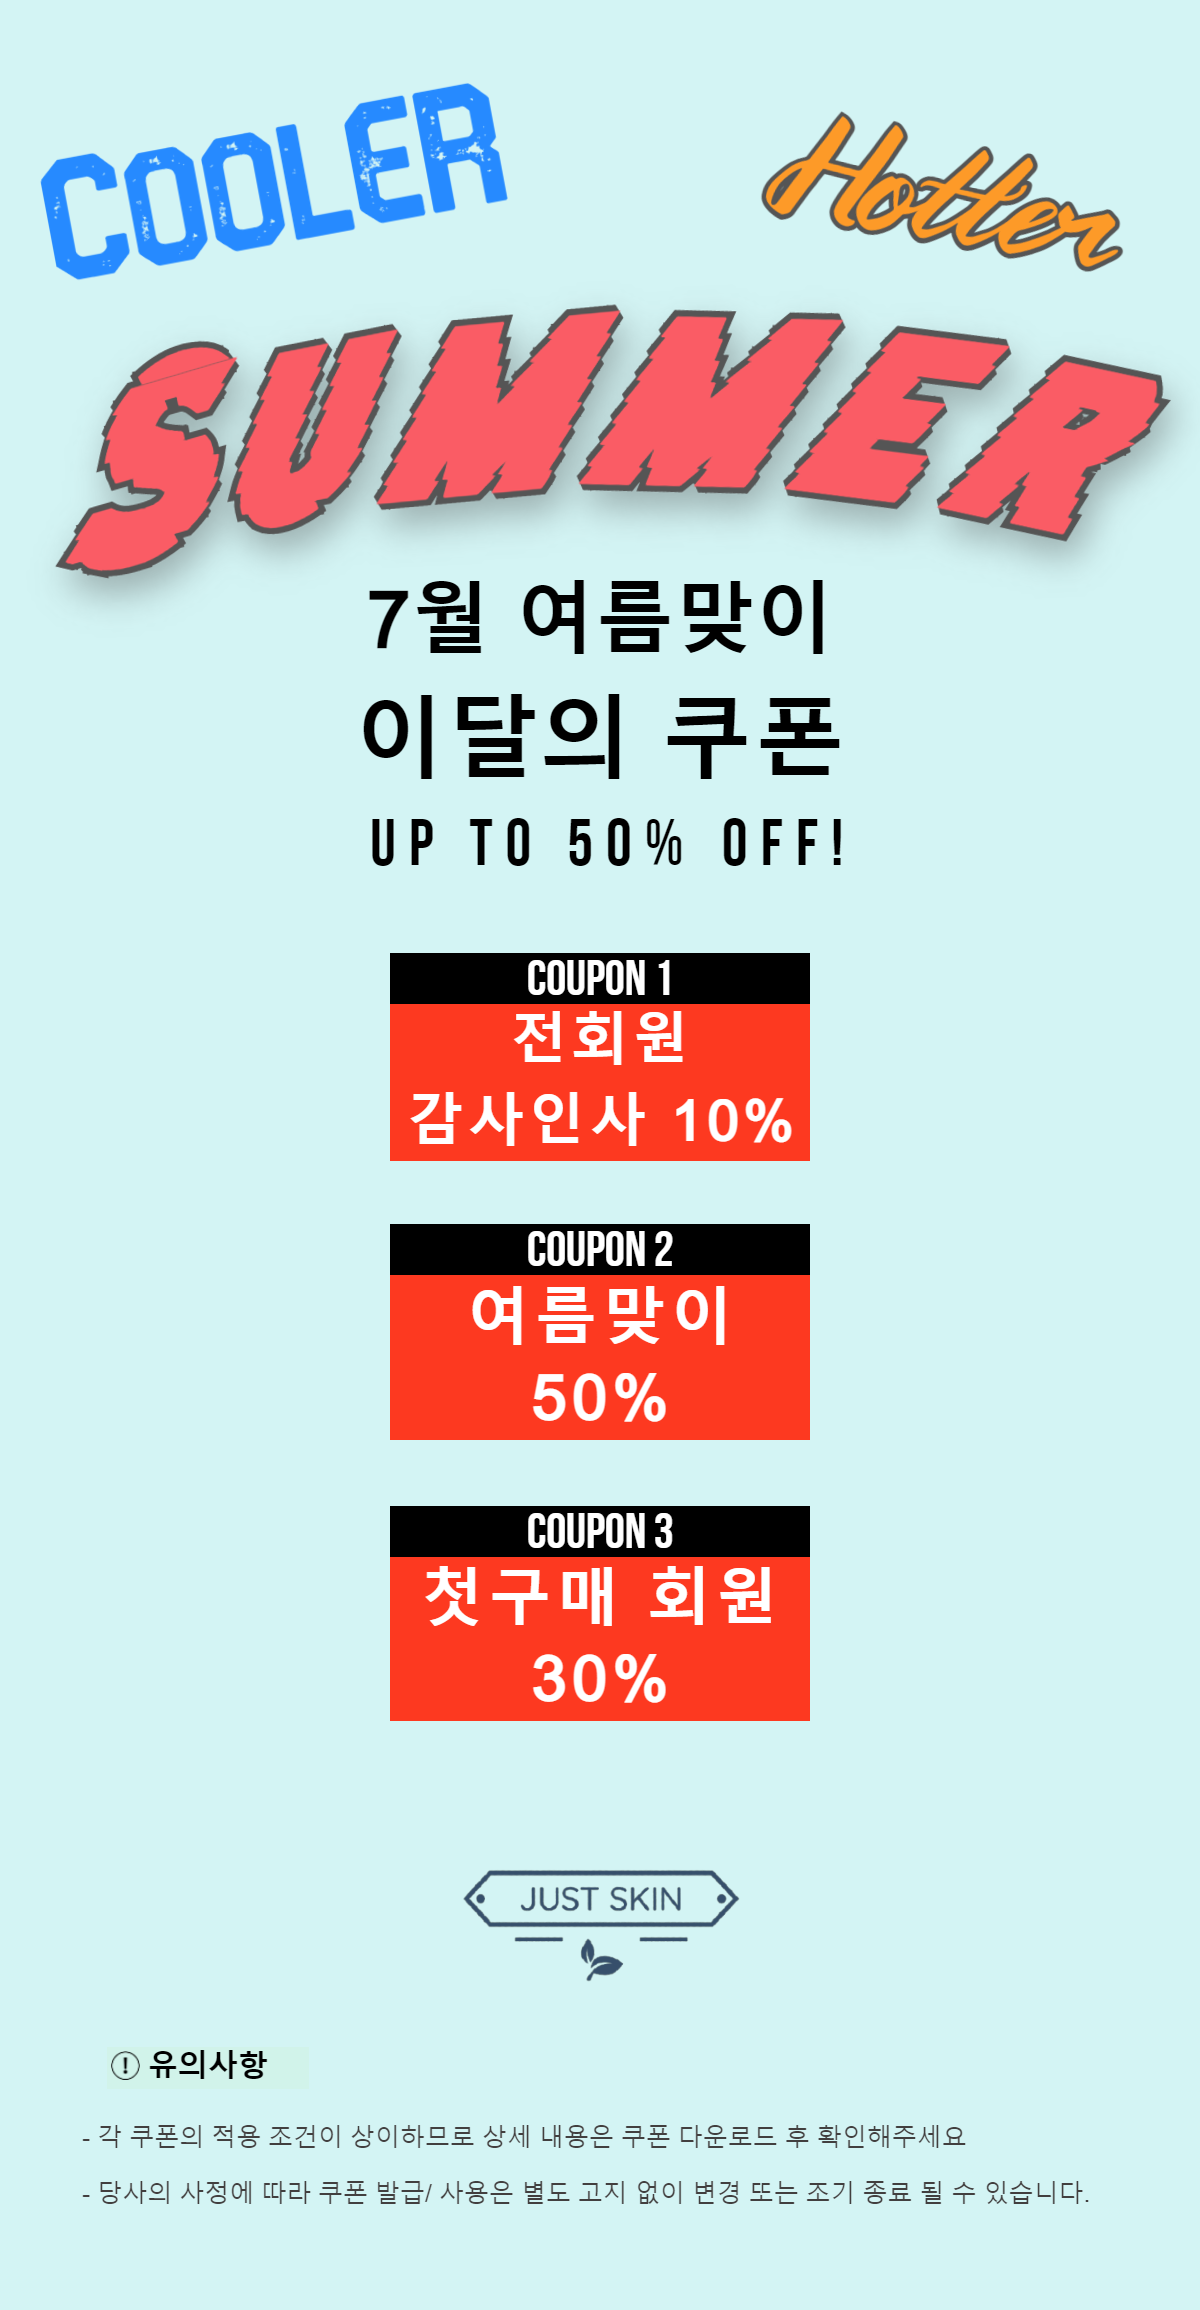 COOLER
Hotter
SUMMER
7월 여름맞이
이달의 쿠폰
UP TO 50% OFF!
COUPON 1
전회원
감사인사 10%
COUPON 2
여름맞이
50%
COUPON 3
첫구매 회원
30%
JUST SKIN
! 유의사항
- 각 쿠폰의 적용 조건이 상이하므로 상세 내용은 쿠폰 다운로드 후 확인해주세요
- 당사의 사정에 따라 쿠폰 발급/ 사용은 별도 고지 없이 변경 또는 조기 종료 될 수 있습니다.